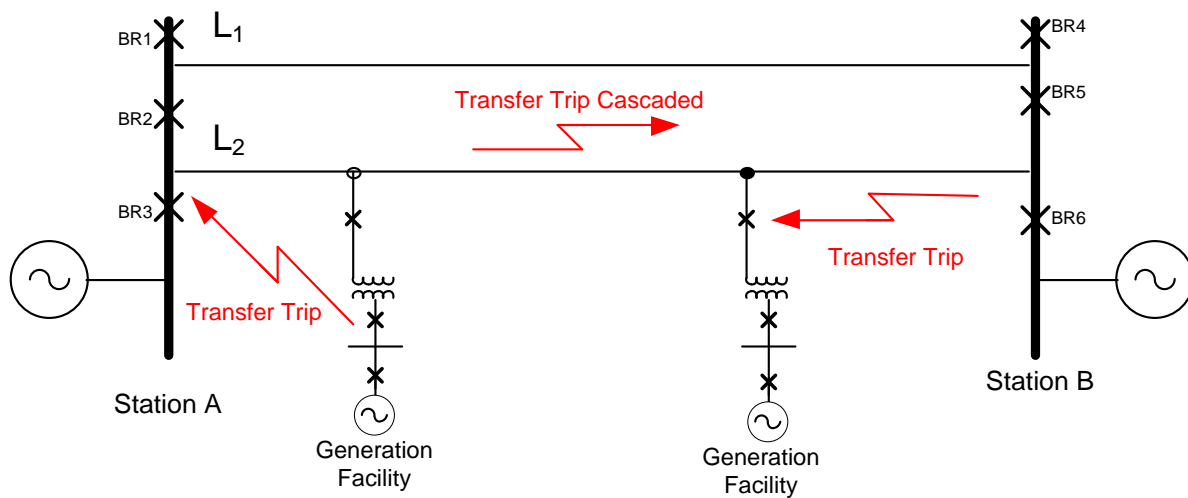 BR1
L1
BR4
BR2
Transfer Trip Cascaded
BR5
L2
BR3
BR6
Transfer Trip
Transfer Trip
Station A
Station B
Generation
Facility
Generation
Facility